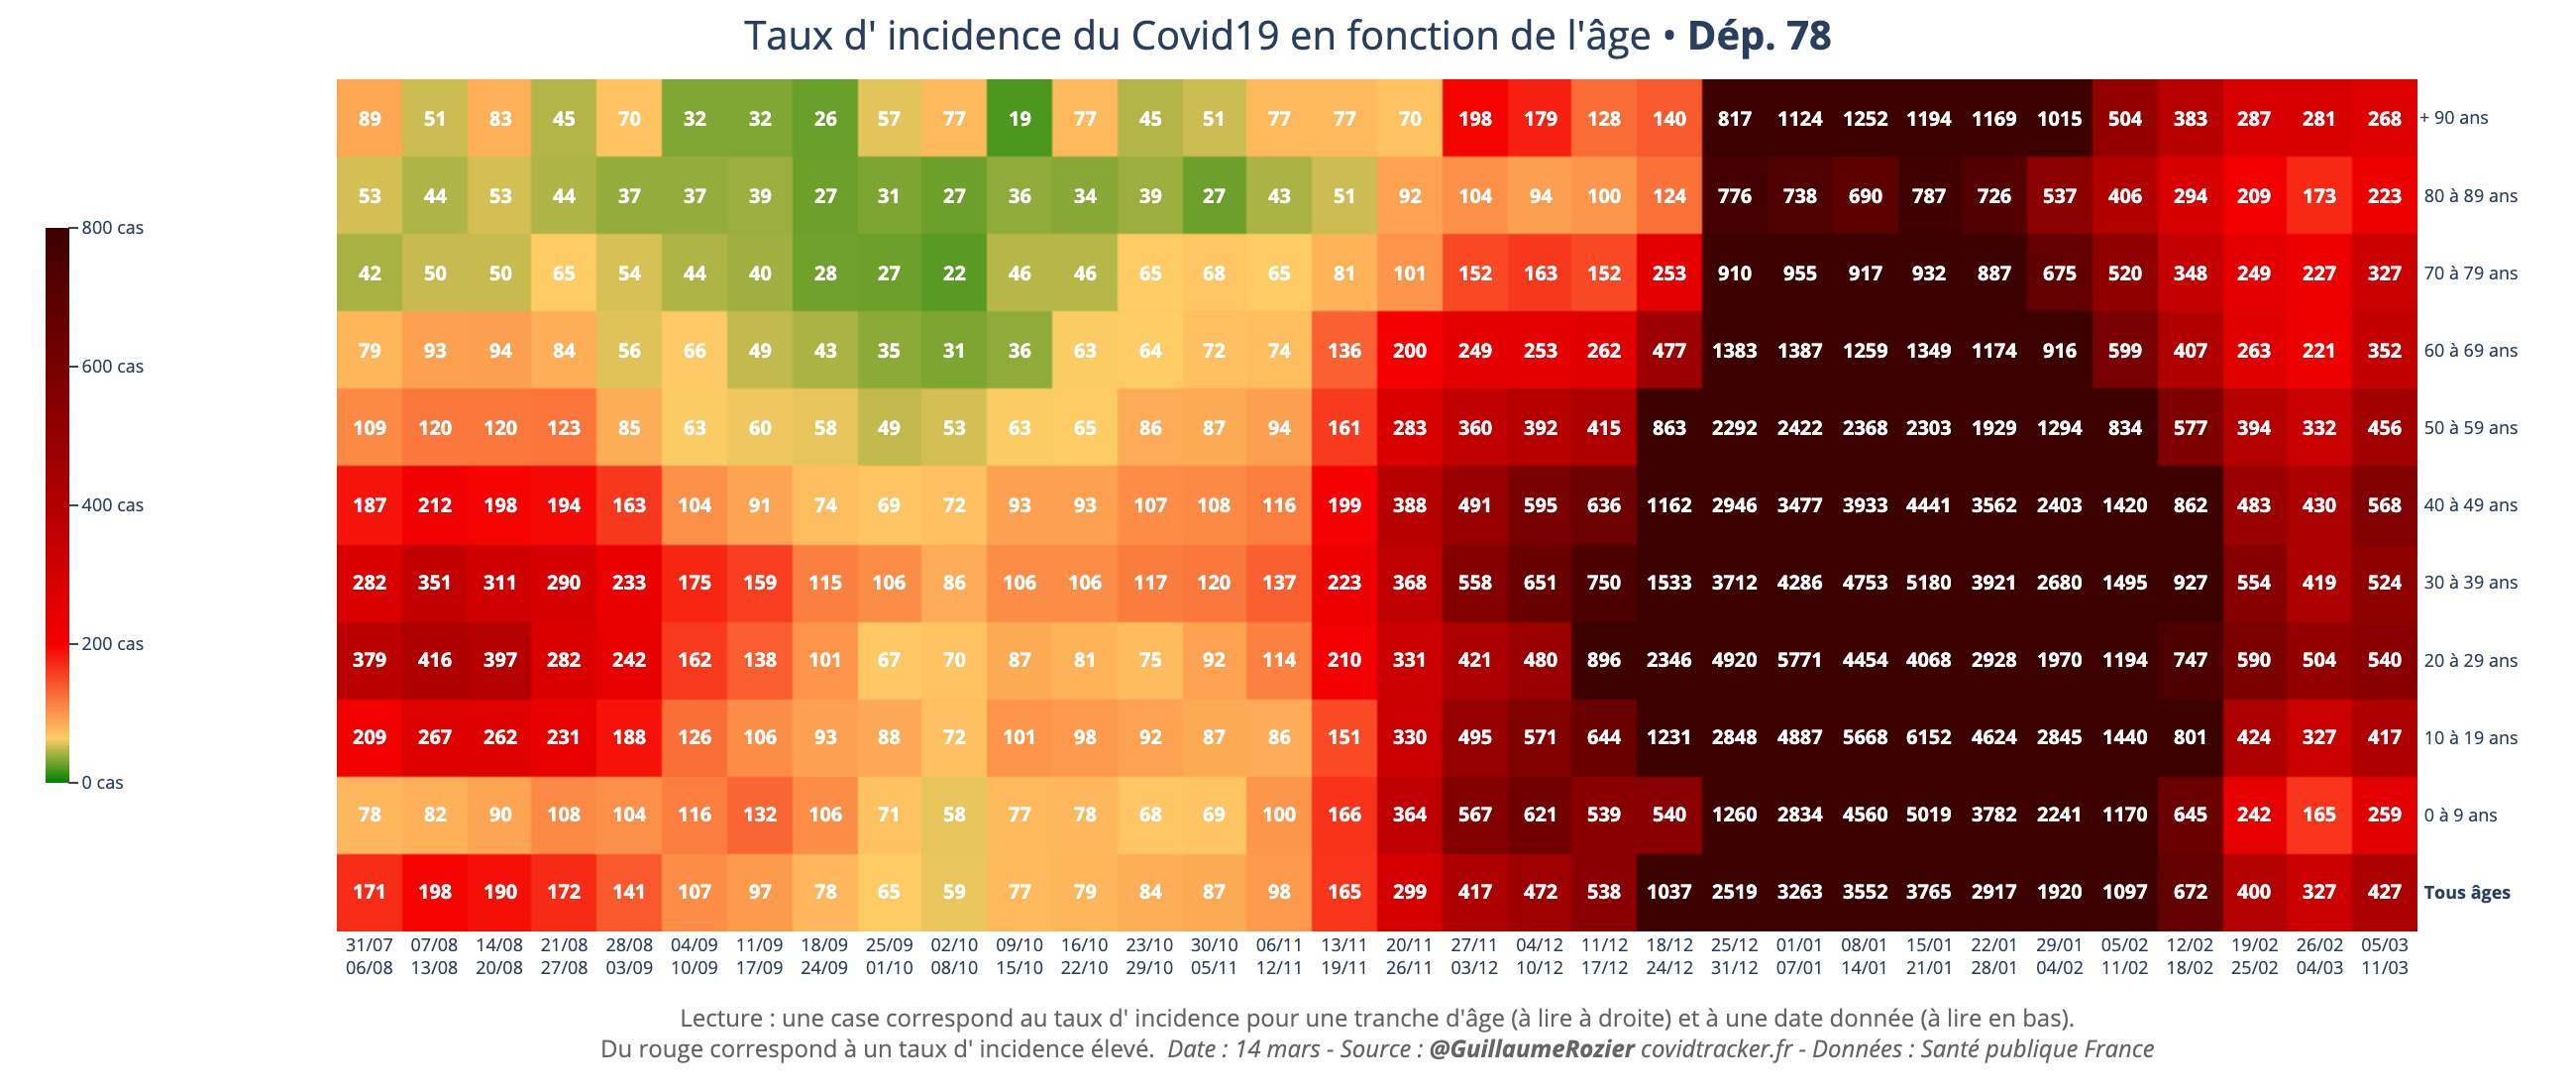 Taux d' incidence du Covid19 en fonction de l'âge • Dép. 78
89 51 83 45 70 32 32 26 57 77 19 77 45 51 77 77 70 198 179 128 140 817 1124 1252 1194 1169 1015 504 383 287 281 268 + 90 ans
53 44 53 44 37 37 39 27 31 27 36 34 39 27 43 51 92 104 94 100 124 776 738 690 787 726 537 406 294 209 173 223 80 à 89 ans
800 cas
42 50 50 65 54 44 40 28 27 22 46 46 65 68 65 81 101 152 163 152 253 910 955 917 932 887 675 520 348 249 227 327 70 à 79 ans
79 93 94 84 56 66 49 43 35 31 36 63 64 72 74 136 200 249 253 262 477 1383 1387 1259 1349 1174 916 599 407 263 221 352 60 à 69 ans
600 cas
109 120 120 123 85 63 60 58 49 53 63 65 86 87 94 161 283 360 392 415 863 2292 2422 2368 2303 1929 1294 834 577 394 332 456 50 à 59 ans
400 cas
187 212 198 194 163 104 91 74 69 72 93 93 107 108 116 199 388 491 595 636 1162 2946 3477 3933 4441 3562 2403 1420 862 483 430 568 40 à 49 ans
282 351 311 290 233 175 159 115 106 86 106 106 117 120 137 223 368 558 651 750 1533 3712 4286 4753 5180 3921 2680 1495 927 554 419 524 30 à 39 ans
200 cas
379 416 397 282 242 162 138 101 67 70 87 81 75 92 114 210 331 421 480 896 2346 4920 5771 4454 4068 2928 1970 1194 747 590 504 540 20 à 29 ans
209 267 262 231 188 126 106 93 88 72 101 98 92 87 86 151 330 495 571 644 1231 2848 4887 5668 6152 4624 2845 1440 801 424 327 417 10 à 19 ans
0 cas
78 82 90 108 104 116 132 106 71 58 77 78 68 69 100 166 364 567 621 539 540 1260 2834 4560 5019 3782 2241 1170 645 242 165 259 0 à 9 ans
171 198 190 172 141 107 97 78 65 59 77 79 84 87 98 165 299 417 472 538 1037 2519 3263 3552 3765 2917 1920 1097 672 400 327 427 Tous âges
31/07 07/08 14/08 21/08 28/08 04/09 11/09 18/09 25/09 02/10 09/10 16/10 23/10 30/10 06/11 13/11 20/11 27/11 04/12 11/12 18/12 25/12 01/01 08/01 15/01 22/01 29/01 05/02 12/02 19/02 26/02 05/03
06/08 13/08 20/08 27/08 03/09 10/09 17/09 24/09 01/10 08/10 15/10 22/10 29/10 05/11 12/11 19/11 26/11 03/12 10/12 17/12 24/12 31/12 07/01 14/01 21/01 28/01 04/02 11/02 18/02 25/02 04/03 11/03
Lecture : une case correspond au taux d' incidence pour une tranche d'âge (à lire à droite) et à une date donnée (à lire en bas).
Du rouge correspond à un taux d' incidence élevé. Date : 14 mars - Source : @GuillaumeRozier covidtracker.fr - Données : Santé publique France